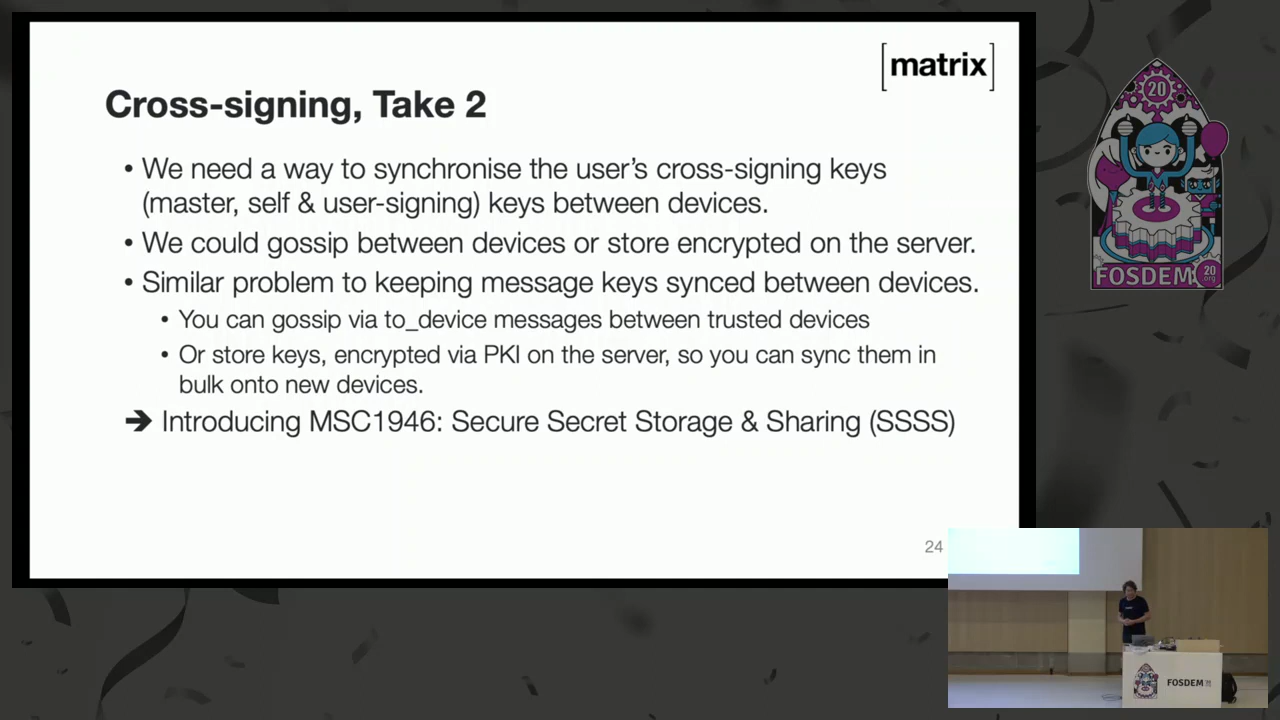 [matrix]
Cross-signing, Take 2
• We need a way to synchronise the user's cross-signing keys
(master, self & user-signing) keys between devices.
• We could gossip between devices or store encrypted on the server.
• Similar problem to keeping message keys synced between devices.
• You can gossip via to_device messages between trusted devices
• Or store keys, encrypted via PKI on the server, so you can sync them in
bulk onto new devices.
➔ Introducing MSC1946: Secure Secret Storage & Sharing (SSSS)
24
20
FOSDEM
20
.org
FOSDEM